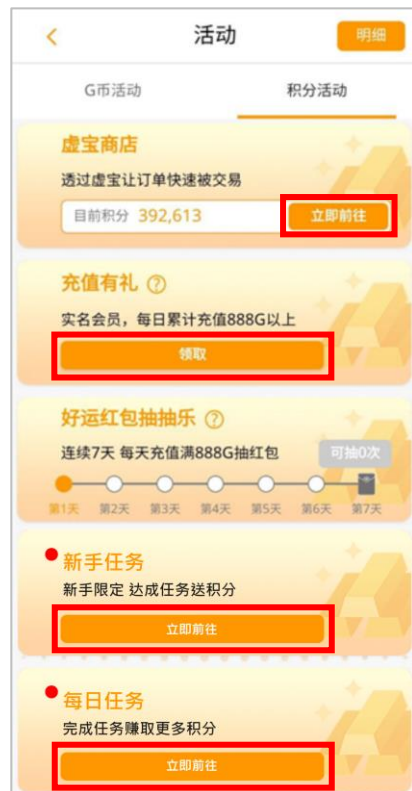 活动
明细
G币活动
积分活动
虚宝商店
透过虚宝让订单快速被交易
目前积分 392,613
立即前往
充值有礼 ?
实名会员，每日累计充值888G以上
领取
好运红包抽抽乐 ?
连续7天 每天充值满888G抽红包
可抽0次
第1天 第2天 第3天 第4天 第5天 第6天 第7天
新手任务
新手限定 达成任务送积分
立即前往
每日任务
完成任务赚取更多积分
立即前往